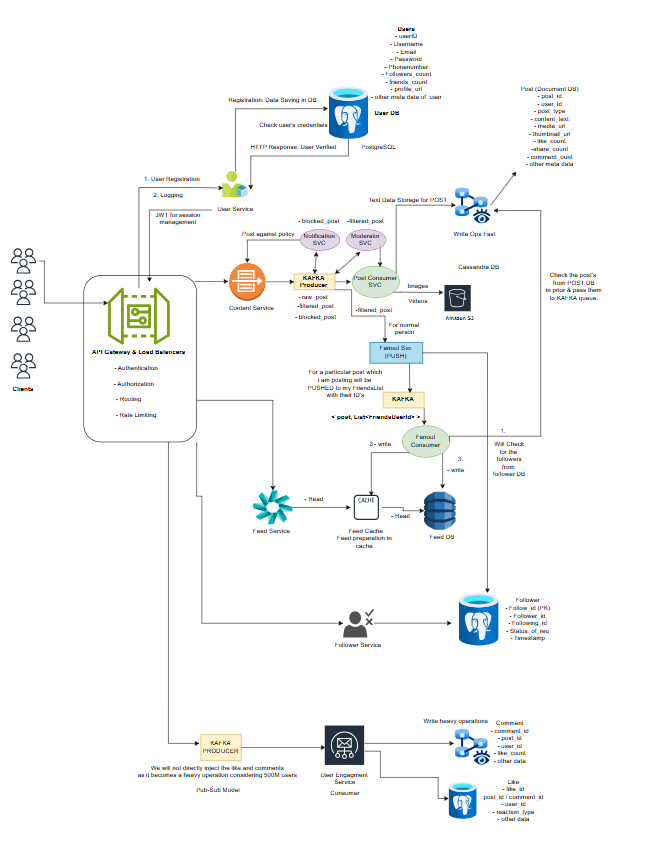 Users
- userID
- Username
- Email
- Password
- Phonenumber
- Followers_count
- friends_count
- profile_url
- other meta data of user
User DB
PostgreSQL
Registration: Data Saving in DB
Check user's credentials
HTTP Response: User Verified
1. User Registration
2. Logging
User Service
JWT for session
management
Post (Document DB)
- post_id
- user_id
- post_type
- content_text
- media_url
- thumbnail_url
- like_count
-share_count
- comment_ount
- other meta data
Text Data Storage for POST
Write Ops Fast
Cassandra DB
- blocked_post
-filtered_post
Post against policy
Notification
SVC
Moderator
SVC
Content Service
KAFKA
Producer
- raw_post
-filtered_post
- blocked_post
Post Consumer
SVC
Images
Videos
Amazon S3
-filtered_post
For normal
person
Check the post's
from POST DB
in prior & pass them
to KAFKA queue.
Clients
API Gateway & Load Balancers
- Authentication
- Authorization
- Routing
- Rate Limiting
Fanout Svc
(PUSH)
For a particular post which
i am posting will be
PUSHED to my FriendsList
with their ID's
KAFKA
< post, List<FriendsUserId> >
Fanout
Consumer
1.
Will Check
for the
followers
from
follower DB
3 - write
3.
- write
- Read
CACHE
- Read
Feed Service
Feed Cache
Feed preparation in
cache
Feed DB
Follower Service
Follower
- Follow_id (PK)
- Follower_id
- Following_id
- Status_of_req
- Timestamp
KAFKA
PRODUCER
We will not directly inject the like and comments
as it becomes a heavy operation considering 500M users
Pub-Sub Model
User Engagment
Service
Consumer
Write heavy operations
Comment
- comment_id
- post_id
- user_id
- like_count
- other data
Like
- like_id
post_id / comment_id
- user_id
- reaction_type
- other data